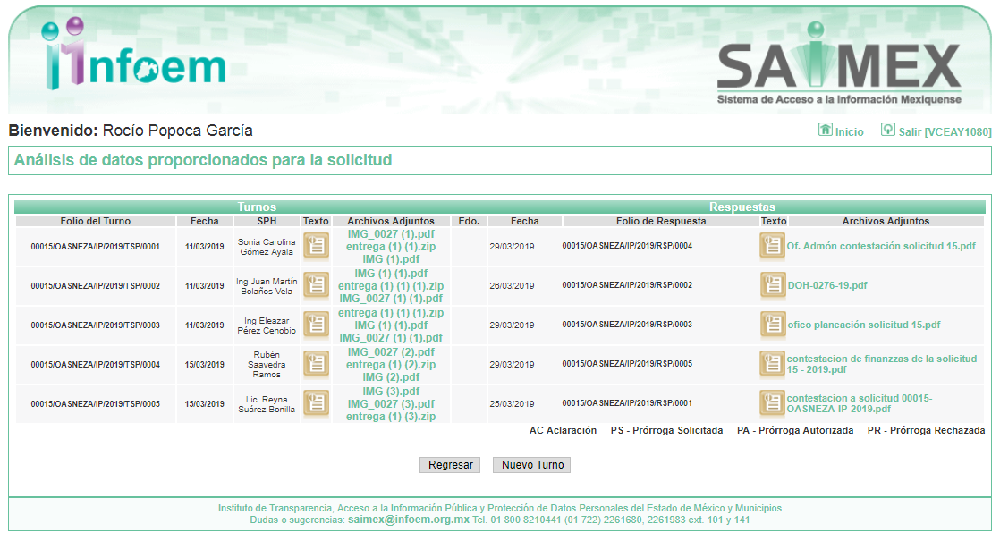 infoem
SAIMEX
Sistema de Acceso a la Información Mexiquense
Bienvenido: Rocío Popoca García
Inicio Salir [VCEAY1080]
Análisis de datos proporcionados para la solicitud
Turnos Respuestas
Folio del Turno Fecha SPH Texto Archivos Adjuntos Edo. Fecha Folio de Respuesta Texto Archivos Adjuntos
00015/OASNEZA/IP/2019/TSP/0001 11/03/2019 Sonia Carolina Gómez Ayala IMG_0027 (1).pdf entrega (1) (1).zip IMG (1).pdf 29/03/2019 00015/OASNEZA/IP/2019/RSP/0004 Of. Admón contestación solicitud 15.pdf
00015/OASNEZA/IP/2019/TSP/0002 11/03/2019 Ing Juan Martín Bolaños Vela IMG (1) (1).pdf entrega (1) (1) (1).zip IMG_0027 (1) (1).pdf 26/03/2019 00015/OASNEZA/IP/2019/RSP/0002 DOH-0276-19.pdf
00015/OASNEZA/IP/2019/TSP/0003 11/03/2019 Ing Eleazar Pérez Cenobio entrega (1) (1) (1).zip IMG (1) (1).pdf IMG_0027 (1) (1).pdf 29/03/2019 00015/OASNEZA/IP/2019/RSP/0003 ofico planeación solicitud 15.pdf
00015/OASNEZA/IP/2019/TSP/0004 15/03/2019 Rubén Saavedra Ramos IMG_0027 (2).pdf entrega (1) (2).zip IMG (2).pdf 29/03/2019 00015/OASNEZA/IP/2019/RSP/0005 contestacion de finanzzas de la solicitud 15 - 2019.pdf
00015/OASNEZA/IP/2019/TSP/0005 15/03/2019 Lic. Reyna Suárez Bonilla IMG (3).pdf IMG_0027 (3).pdf entrega (1) (3).zip 25/03/2019 00015/OASNEZA/IP/2019/RSP/0001 contestacion a solicitud 00015-OASNEZA-IP-2019.pdf
AC Aclaración PS - Prórroga Solicitada PA - Prórroga Autorizada PR - Prórroga Rechazada
Regresar Nuevo Turno
Instituto de Transparencia, Acceso a la Información Pública y Protección de Datos Personales del Estado de México y Municipios
Dudas o sugerencias: saimex@infoem.org.mx Tel. 01 800 8210441 (01 722) 2261680, 2261983 ext. 101 y 141